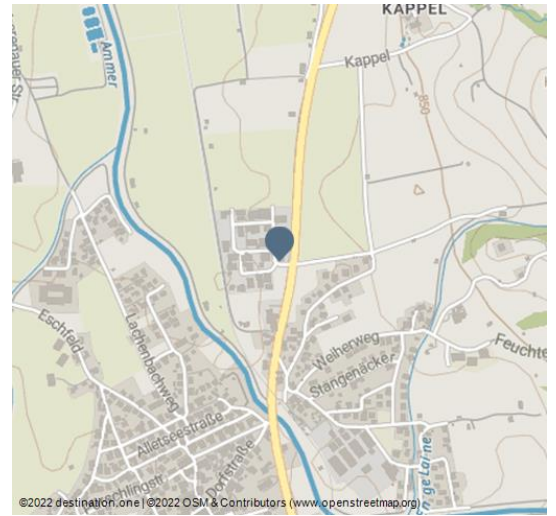 KAPPEL
Kappel
Ammer
850
Eschfeld
Lachenbachweg
Weiherweg
Stangenäcker
Alletseestraße
Dorfstraße
©2022 destination.one | ©2022 OSM & Contributors (www.openstreetmap.org)